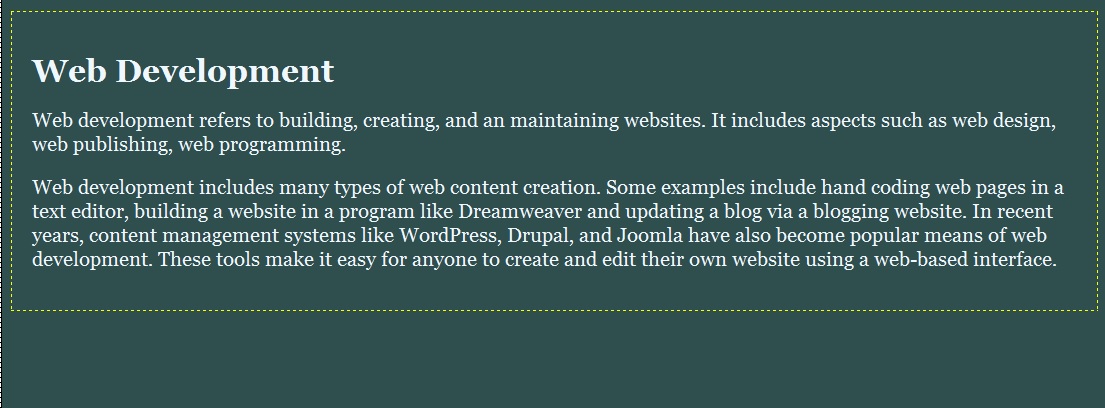 Web Development
Web development refers to building, creating, and an maintaining websites. It includes aspects such as web design,
web publishing, web programming.
Web development includes many types of web content creation. Some examples include hand coding web pages in a
text editor, building a website in a program like Dreamweaver and updating a blog via a blogging website. In recent
years, content management systems like WordPress, Drupal, and Joomla have also become popular means of web
development. These tools make it easy for anyone to create and edit their own website using a web-based interface.